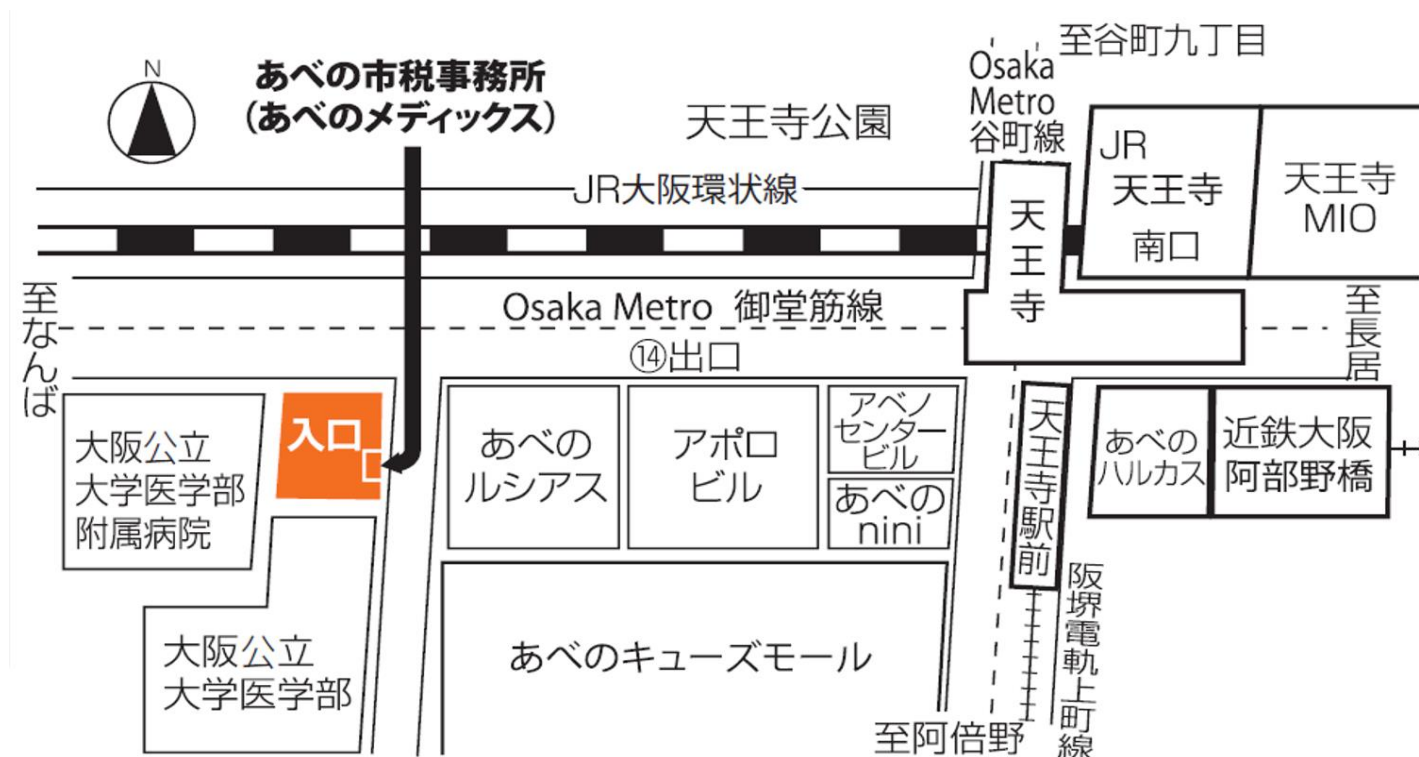 N
あべの市税事務所
(あべのメディックス)
天王寺公園
至谷町九丁目
Osaka
Metro
谷町線
JR
天王寺
南口
天王寺
MIO
JR大阪環状線
天王寺
Osaka Metro 御堂筋線
至なんば
至長居
⑭出口
大阪公立
大学医学部
附属病院
入口
あべの
ルシアス
アポロ
ビル
アベノ
センター
ビル
あべの
nini
天王寺駅前
あべの
ハルカス
近鉄大阪
阿部野橋
大阪公立
大学医学部
あべのキューズモール
至阿倍野
阪堺電軌上町線